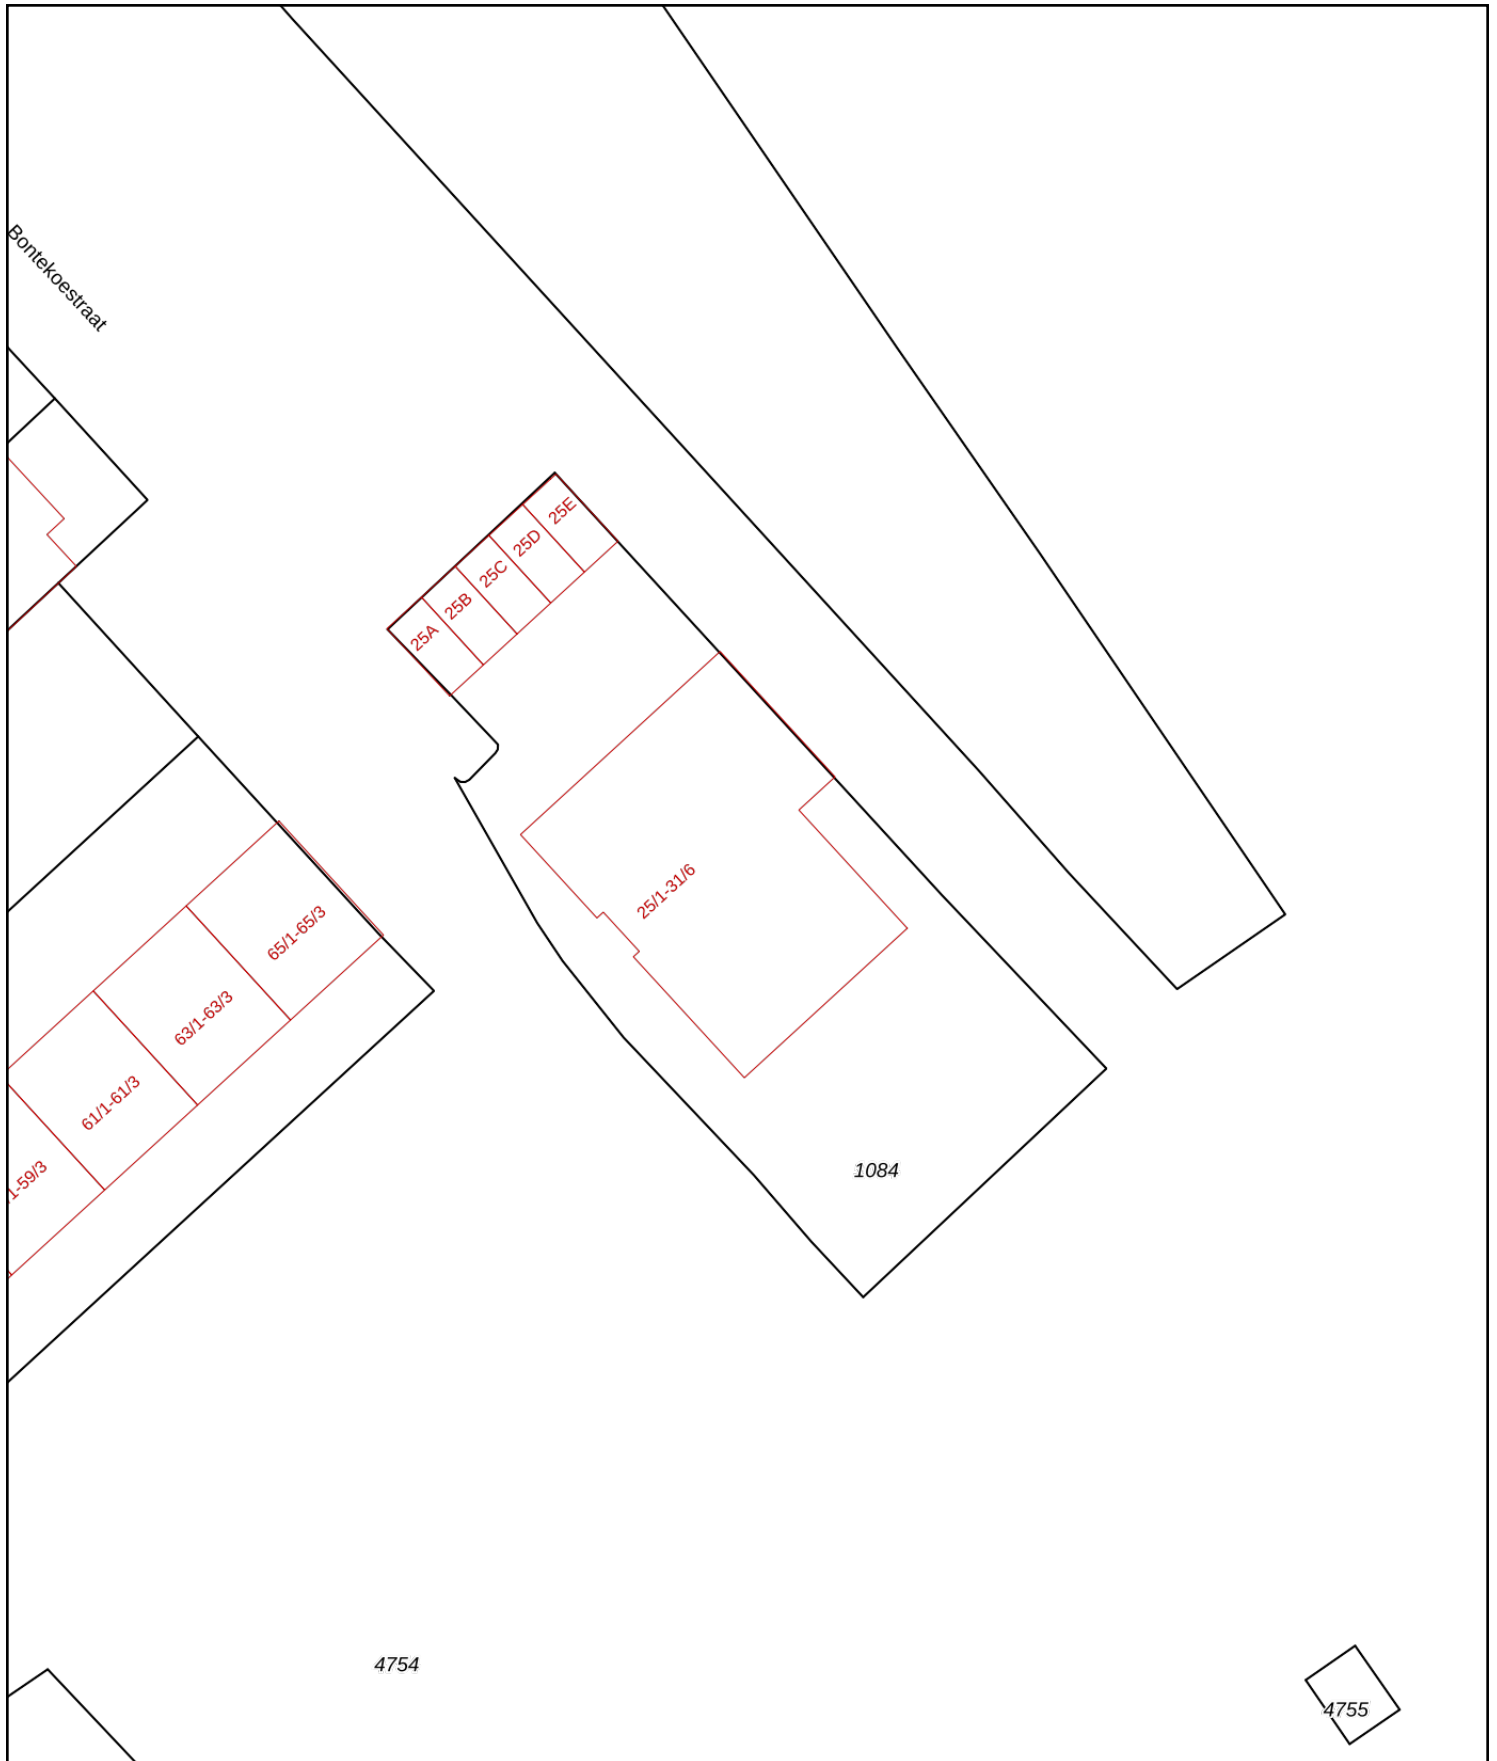 Bontekoestraat
25E
25D
25C
25B
25A
25/1-31/6
65/1-65/3
63/1-63/3
61/1-61/3
1-59/3
1084
4754
4755